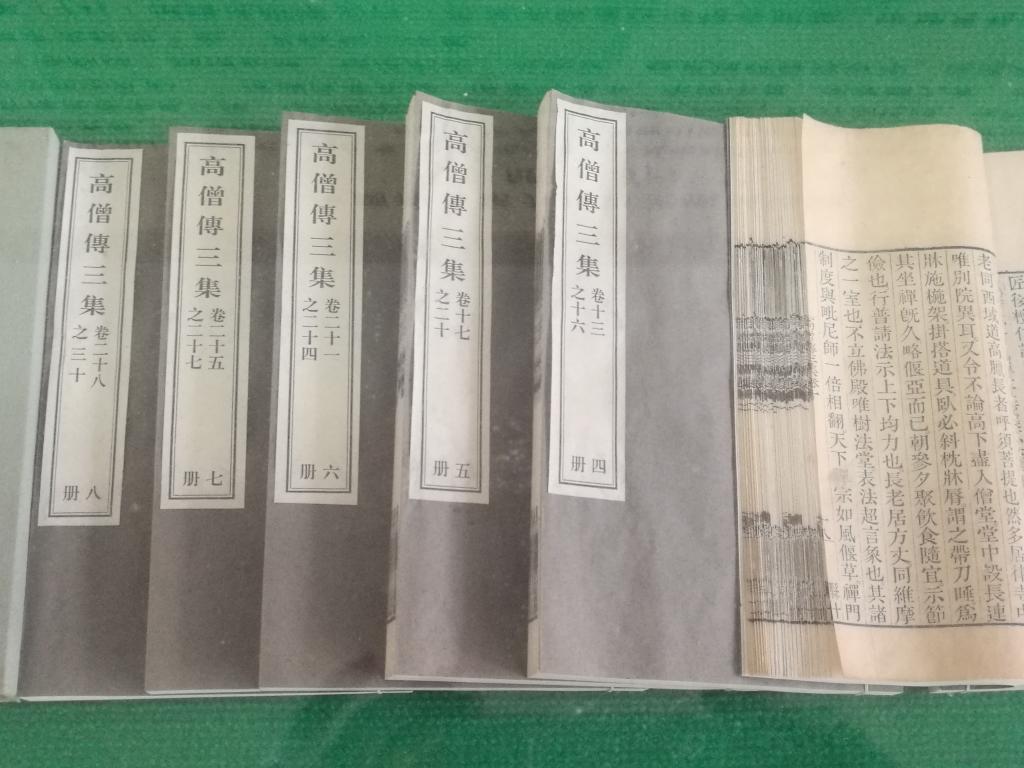 老同西域道高臘長者呼須菩提也然多居律寺中
唯別院異耳又令不論高下盡入僧堂堂中設長連
牀施椸架掛搭道具臥必斜枕牀脣謂之帶刀睡為
其坐禪旣久略偃亞而已朝參夕聚飲食隨宜示節
儉也行普請法示上下均力也長老居方丈同維摩
之一室也不立佛殿唯樹法堂表法超言象也其諸
制度與毗尼師一倍相翻天下 宗如風偃草禪門
高僧傳三集
卷十三
之十六
四册
高僧傳三集
卷十七
之二十
五册
高僧傳三集
卷二十一
之二十四
六册
高僧傳三集
卷二十五
之二十七
七册
高僧傳三集
卷二十八
之三十
八册